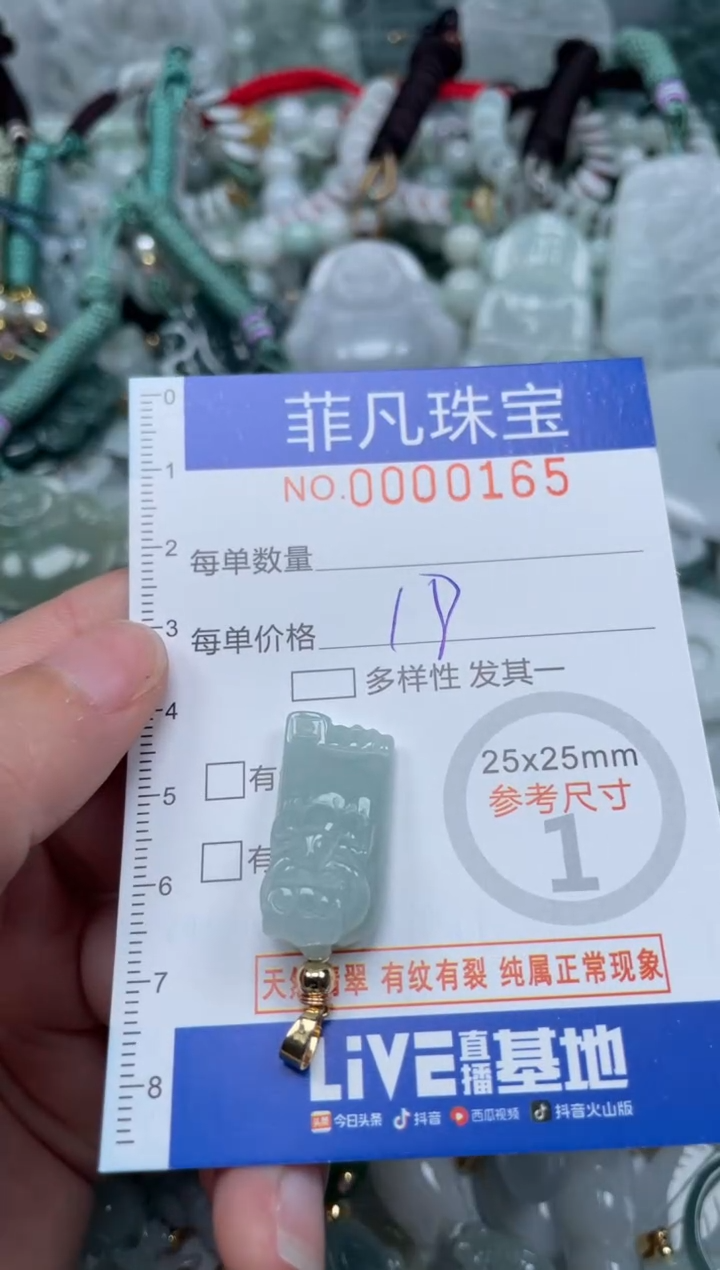 0
菲凡珠宝
NO.0000165
1
2
每单数量
3
每单价格
多样性 发其一
4
25x25mm
参考尺寸
1
5
有
6
有
7
天然翡翠 有纹有裂 纯属正常现象
8
LiVE直播基地
头条 今日头条 抖音 西瓜视频 抖音火山版